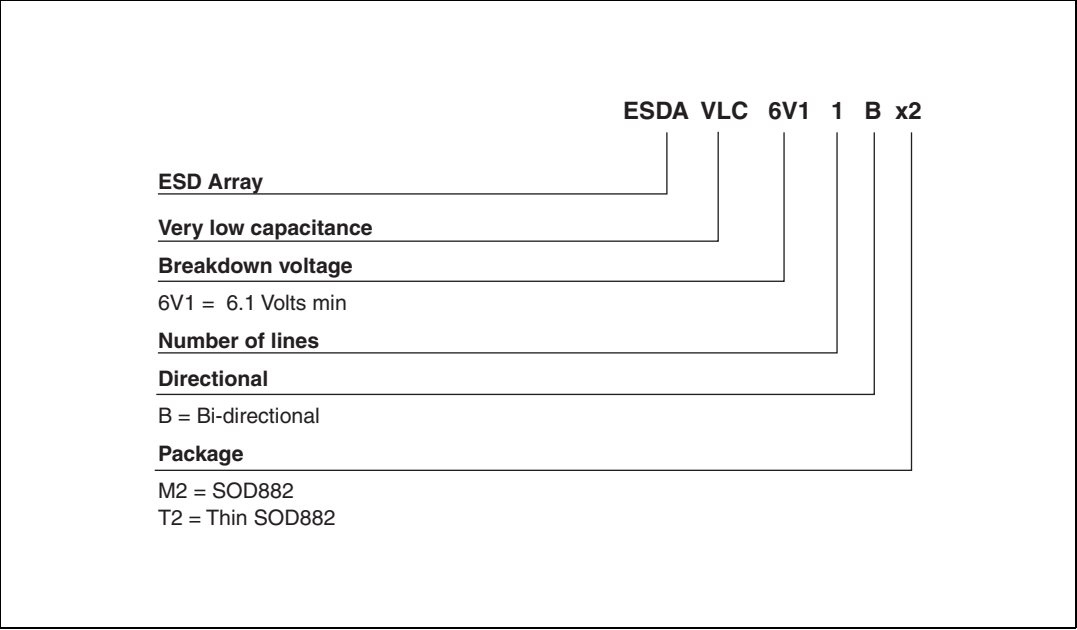 ESDA VLC 6V1 1 B x2
ESD Array
Very low capacitance
Breakdown voltage
6V1 = 6.1 Volts min
Number of lines
Directional
B = Bi-directional
Package
M2 = SOD882
T2 = Thin SOD882